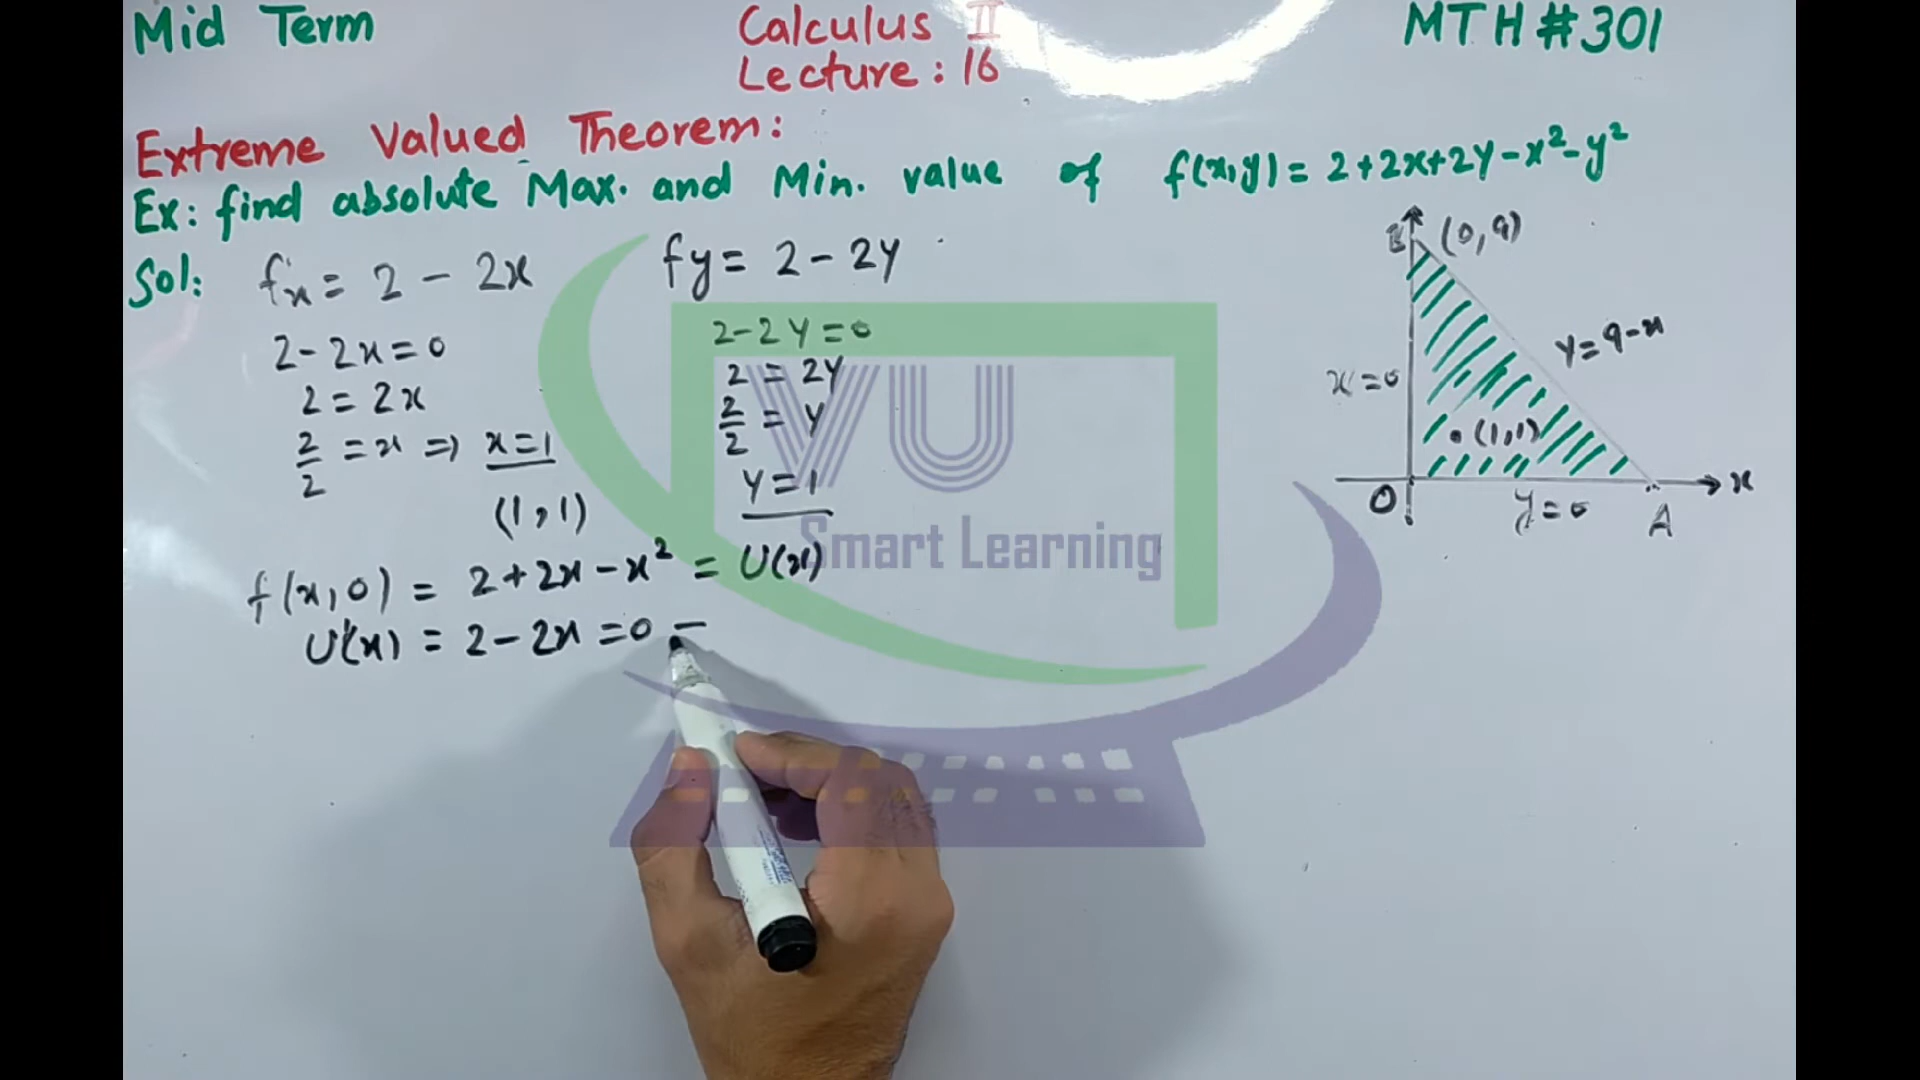 Mid Term
Calculus II
MTH#301
Lecture: 16
Extreme Valued Theorem:
Ex: find absolute Max. and Min. value of f(x,y) = 2+2x+2y-x²-y²
Sol:
fx = 2 - 2x
2-2x=0
2 = 2x
2/2 = x ⇒ x=1
(1,1)
fy = 2 - 2y
2-2y=0
2 = 2y
2/2 = y
y=1
f(x,0) = 2+2x-x² = U(x)
U'(x) = 2-2x =0
B (0,9)
y=9-x
x=0
(1,1)
O
y=0
A
x
VU
Smart Learning